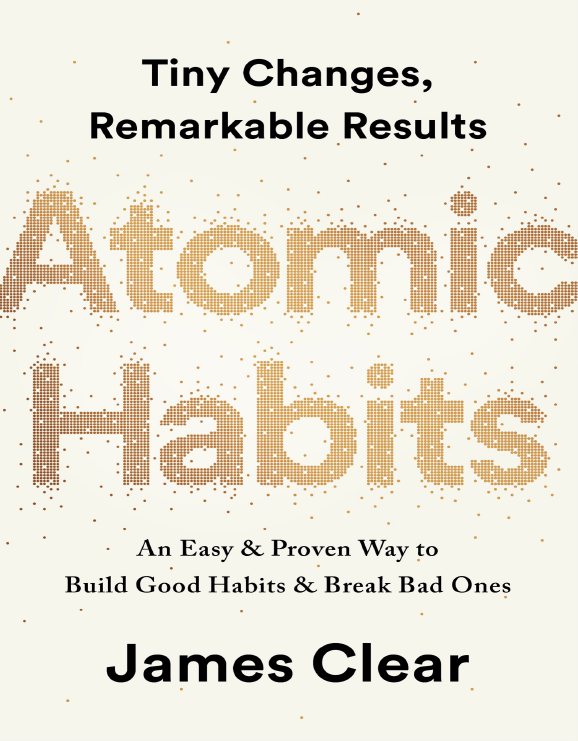 Tiny Changes,
Remarkable Results
Atomic
Habits
An Easy & Proven Way to
Build Good Habits & Break Bad Ones
James Clear